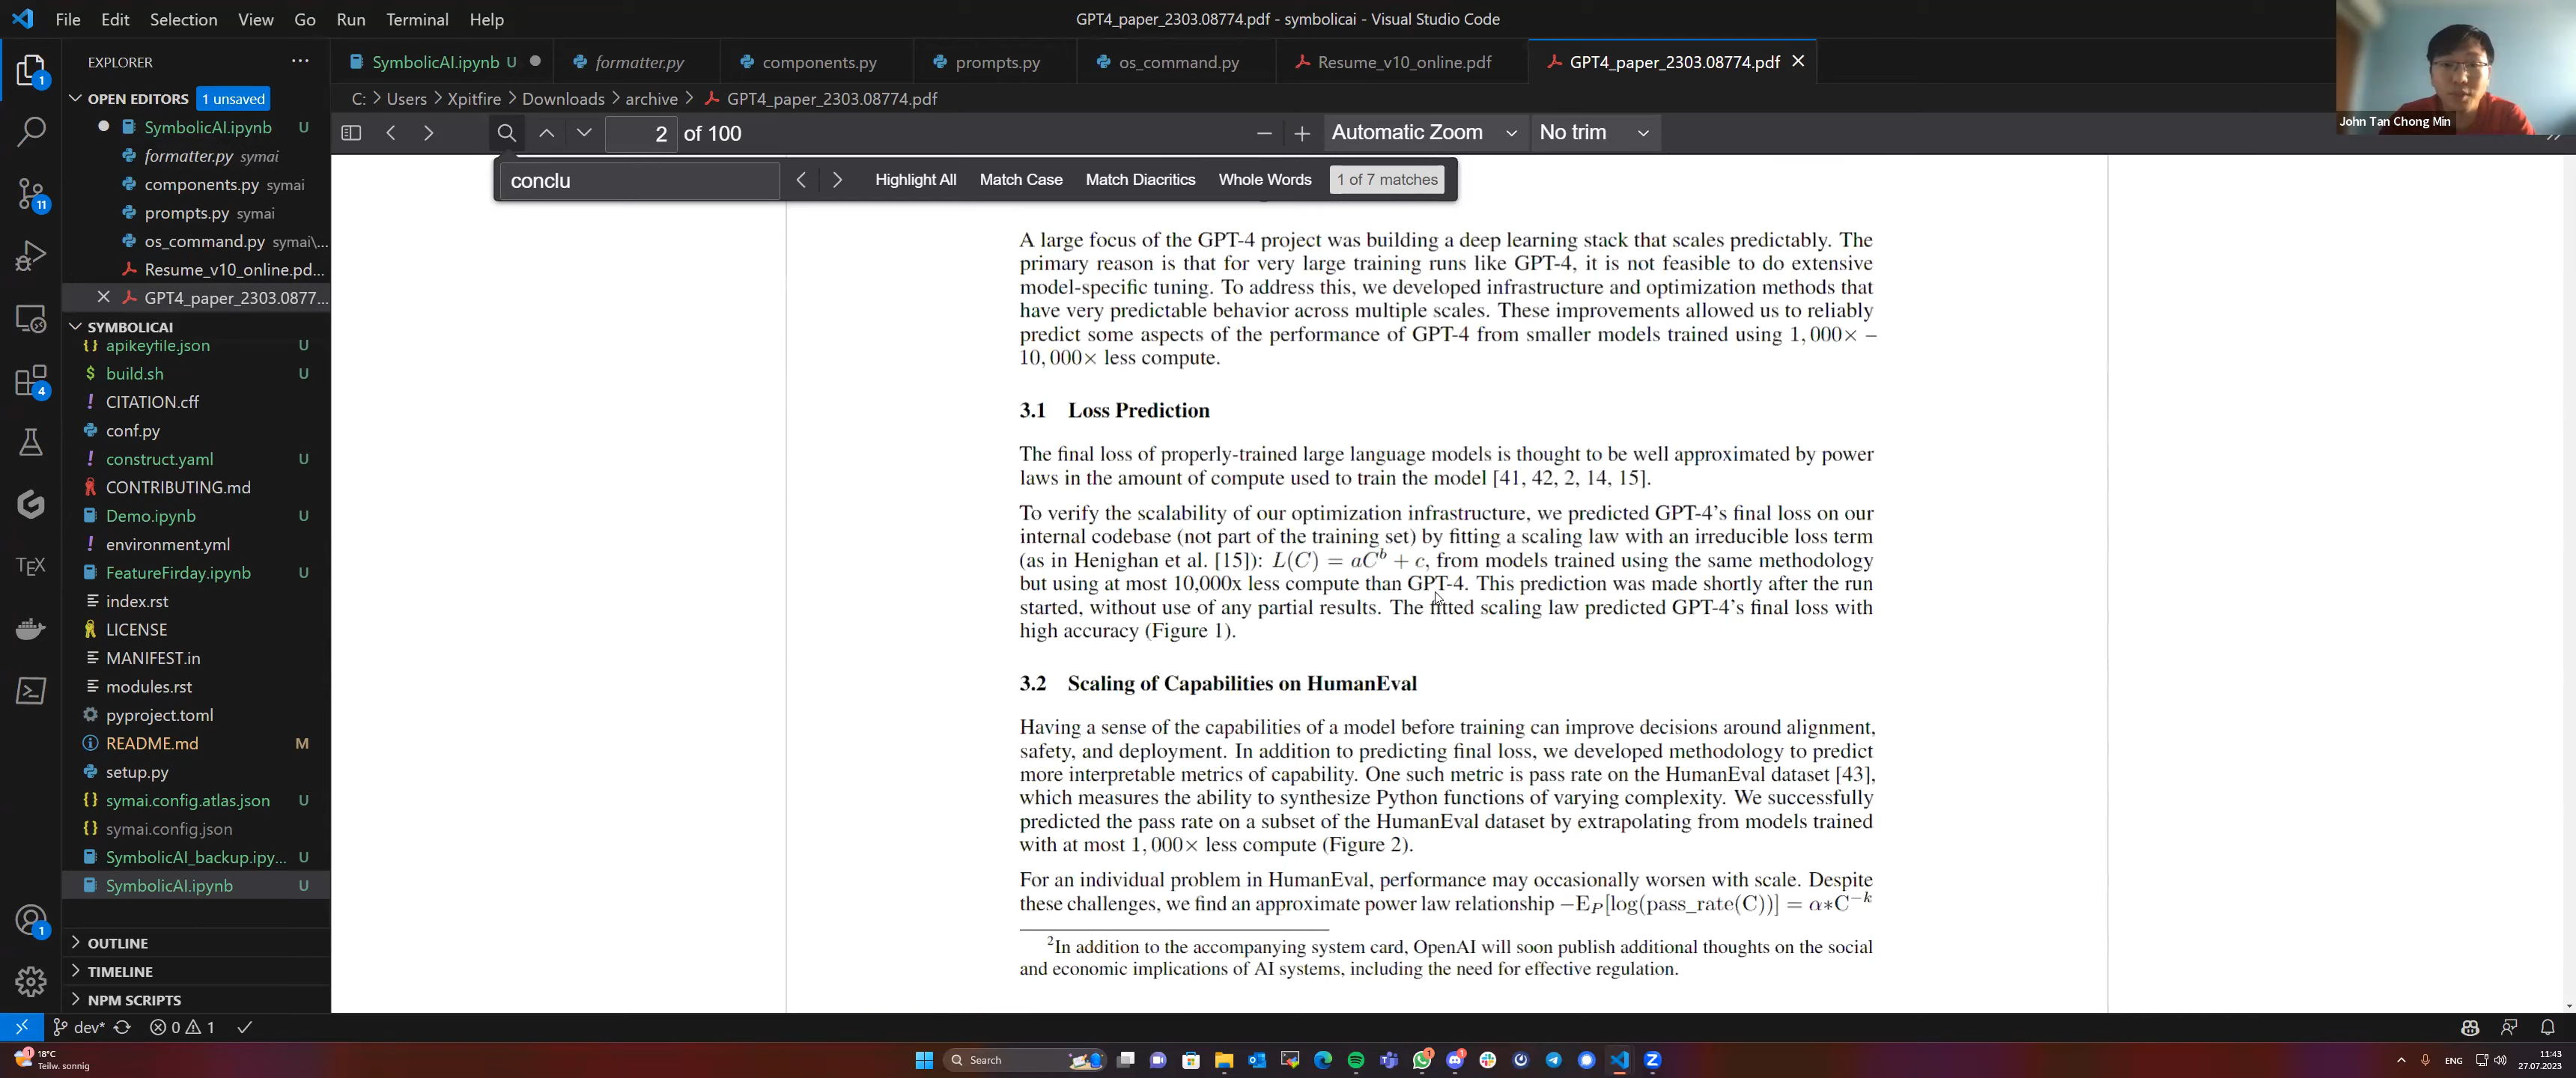 File Edit Selection View Go Run Terminal Help
GPT4_paper_2303.08774.pdf - symbolicai - Visual Studio Code
EXPLORER
OPEN EDITORS 1 unsaved
SymbolicAI.ipynb U
formatter.py symai
components.py symai
prompts.py symai
os_command.py symai\...
Resume_v10_online.pd...
GPT4_paper_2303.0877...
SYMBOLICAI
apikeyfile.json U
build.sh U
CITATION.cff
conf.py
construct.yaml U
CONTRIBUTING.md
Demo.ipynb U
environment.yml
FeatureFirday.ipynb U
index.rst
LICENSE
MANIFEST.in
modules.rst
pyproject.toml
README.md M
setup.py
symai.config.atlas.json U
symai.config.json
SymbolicAI_backup.ipy... U
SymbolicAI.ipynb U
OUTLINE
TIMELINE
NPM SCRIPTS
SymbolicAI.ipynb U formatter.py components.py prompts.py os_command.py Resume_v10_online.pdf GPT4_paper_2303.08774.pdf
C: > Users > Xpitfire > Downloads > archive > GPT4_paper_2303.08774.pdf
2 of 100 Automatic Zoom No trim
conclu Highlight All Match Case Match Diacritics Whole Words 1 of 7 matches
John Tan Chong Min
A large focus of the GPT-4 project was building a deep learning stack that scales predictably. The
primary reason is that for very large training runs like GPT-4, it is not feasible to do extensive
model-specific tuning. To address this, we developed infrastructure and optimization methods that
have very predictable behavior across multiple scales. These improvements allowed us to reliably
predict some aspects of the performance of GPT-4 from smaller models trained using 1,000× –
10,000× less compute.
3.1 Loss Prediction
The final loss of properly-trained large language models is thought to be well approximated by power
laws in the amount of compute used to train the model [41, 42, 2, 14, 15].
To verify the scalability of our optimization infrastructure, we predicted GPT-4's final loss on our
internal codebase (not part of the training set) by fitting a scaling law with an irreducible loss term
(as in Henighan et al. [15]): L(C) = aC^b + c, from models trained using the same methodology
but using at most 10,000x less compute than GPT-4. This prediction was made shortly after the run
started, without use of any partial results. The fitted scaling law predicted GPT-4's final loss with
high accuracy (Figure 1).
3.2 Scaling of Capabilities on HumanEval
Having a sense of the capabilities of a model before training can improve decisions around alignment,
safety, and deployment. In addition to predicting final loss, we developed methodology to predict
more interpretable metrics of capability. One such metric is pass rate on the HumanEval dataset [43],
which measures the ability to synthesize Python functions of varying complexity. We successfully
predicted the pass rate on a subset of the HumanEval dataset by extrapolating from models trained
with at most 1,000× less compute (Figure 2).
For an individual problem in HumanEval, performance may occasionally worsen with scale. Despite
these challenges, we find an approximate power law relationship −E_P[log(pass_rate(C))] = α∗C^−k
2In addition to the accompanying system card, OpenAI will soon publish additional thoughts on the social
and economic implications of AI systems, including the need for effective regulation.
1
11
4
TEX
1
dev* 0 1
1
18°C
Teilw. sonnig
Search
1
1
ENG
11:43
27.07.2023